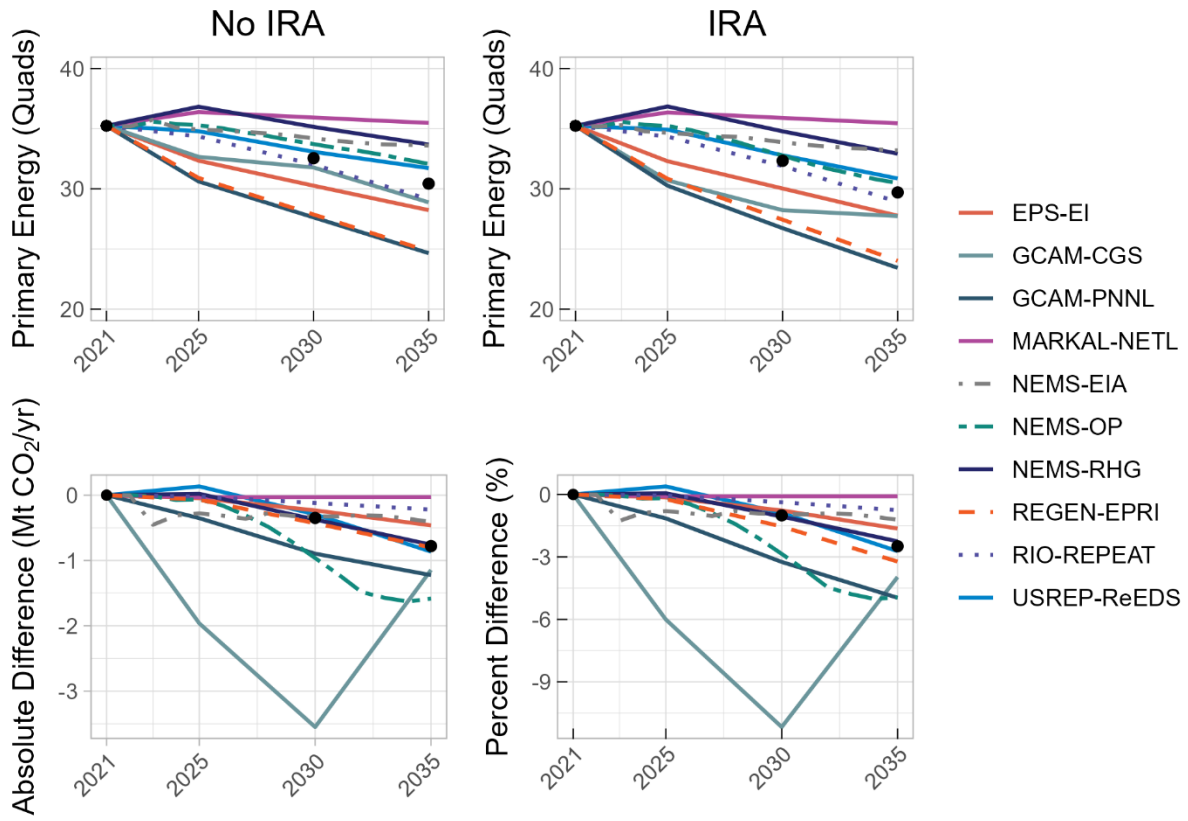 No IRA
IRA
Primary Energy (Quads)
40
30
20
2021
2025
2030
2035
Primary Energy (Quads)
40
30
20
2021
2025
2030
2035
Absolute Difference (Mt CO₂/yr)
0
-1
-2
-3
2021
2025
2030
2035
Percent Difference (%)
0
-3
-6
-9
2021
2025
2030
2035
EPS-EI
GCAM-CGS
GCAM-PNNL
MARKAL-NETL
NEMS-EIA
NEMS-OP
NEMS-RHG
REGEN-EPRI
RIO-REPEAT
USREP-ReEDS